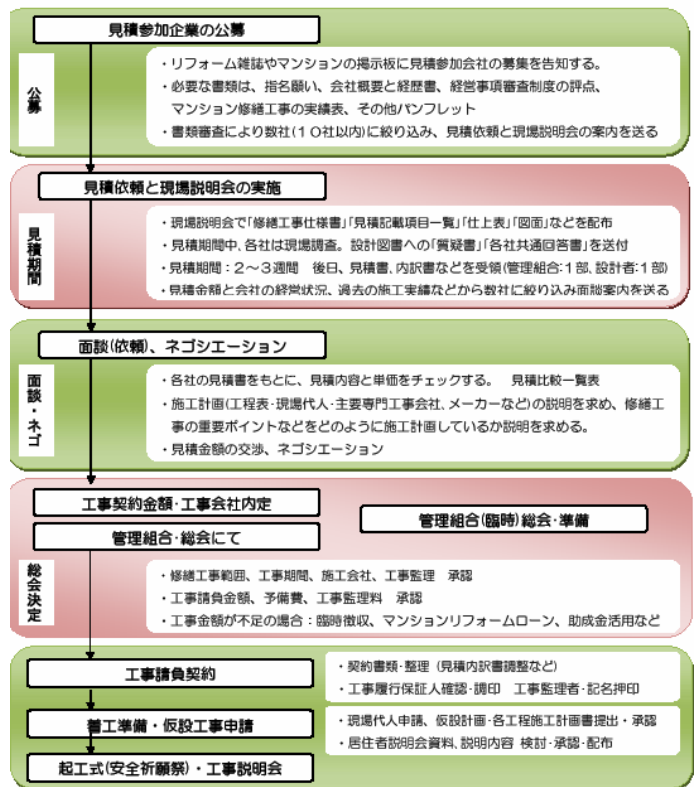 見積参加企業の公募
公募
・リフォーム雑誌やマンションの掲示板に見積参加会社の募集を告知する。
・必要な書類は、指名願い、会社概要と経歴書、経営事項審査制度の評点、
マンション修繕工事の実績表、その他パンフレット
・書類審査により数社(１０社以内)に絞り込み、見積依頼と現場説明会の案内を送る
見積依頼と現場説明会の実施
見積期間
・現場説明会で「修繕工事仕様書」「見積記載項目一覧」「仕上表」「図面」などを配布
・見積期間中、各社は現場調査。設計図書への「質疑書」「各社共通回答書」を送付
・見積期間：２～３週間　後日、見積書、内訳書などを受領(管理組合：１部、設計者：１部)
・見積金額と会社の経営状況、過去の施工実績などから数社に絞り込み面談案内を送る
面談(依頼)、ネゴシエーション
面談・ネゴ
・各社の見積書をもとに、見積内容と単価をチェックする。　見積比較一覧表
・施工計画(工程表・現場代人・主要専門工事会社、メーカーなど)の説明を求め、修繕工
事の重要ポイントなどをどのように施工計画しているか説明を求める。
・見積金額の交渉、ネゴシエーション
工事契約金額・工事会社内定
管理組合・総会にて
管理組合(臨時)総会・準備
総会決定
・修繕工事範囲、工事期間、施工会社、工事監理　承認
・工事請負金額、予備費、工事監理料　承認
・工事金額が不足の場合：臨時徴収、マンションリフォームローン、助成金活用など
工事請負契約
・契約書類・整理（見積内訳書調整など）
・工事履行保証人確認・調印　工事監理者・記名押印
着工準備・仮設工事申請
・現場代人申請、仮設計画・各工程施工計画書提出・承認
・居住者説明会資料、説明内容 検討・承認・配布
起工式(安全祈願祭)・工事説明会